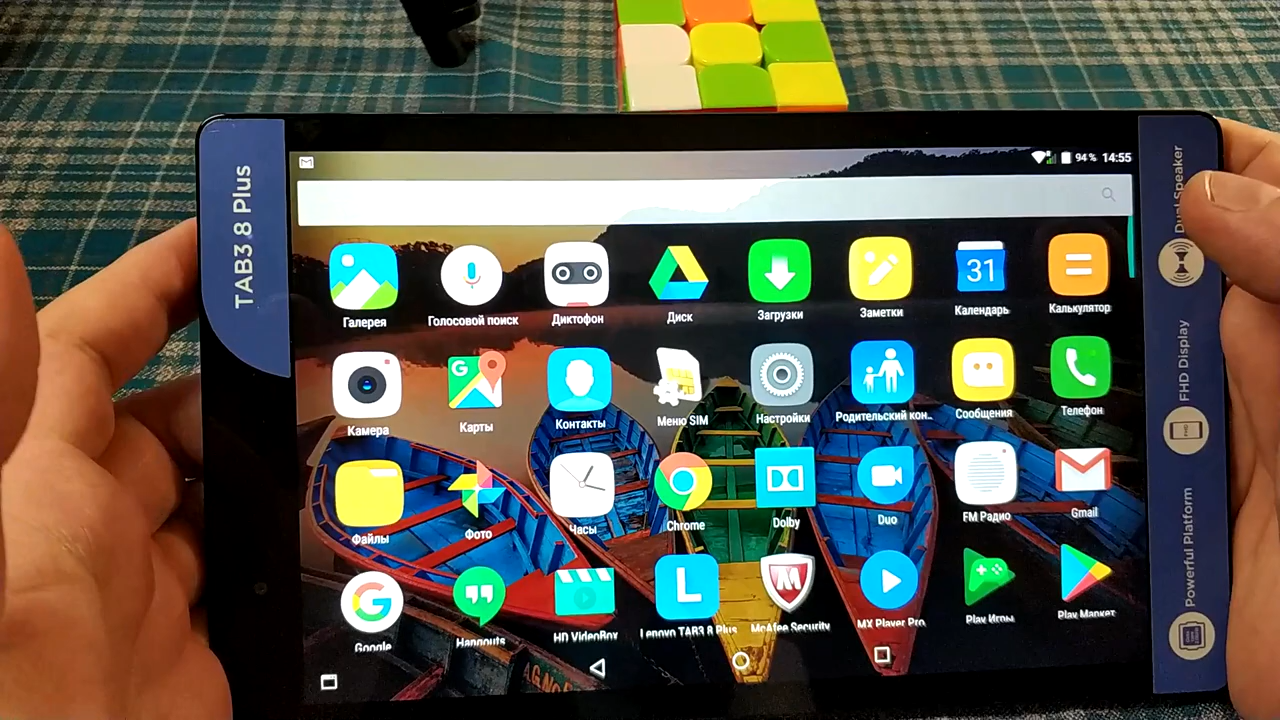 TAB3 8 Plus
94% 14:55
Галерея
Голосовой поиск
Диктофон
Диск
Загрузки
Заметки
31
Календарь
Калькулятор
Камера
G
Карты
Контакты
Меню SIM
Настройки
Родительский кон..
Сообщения
Телефон
Файлы
Фото
Часы
Chrome
Dolby
Duo
FM Радио
Gmail
G
Google
Hangouts
HD VideoBox
L
Lenovo TAB3 8 Plus
McAfee Security
MX Player Pro
Play Игры
Play Маркет
Dual Speaker
FHD Display
FHD
Powerful Platform